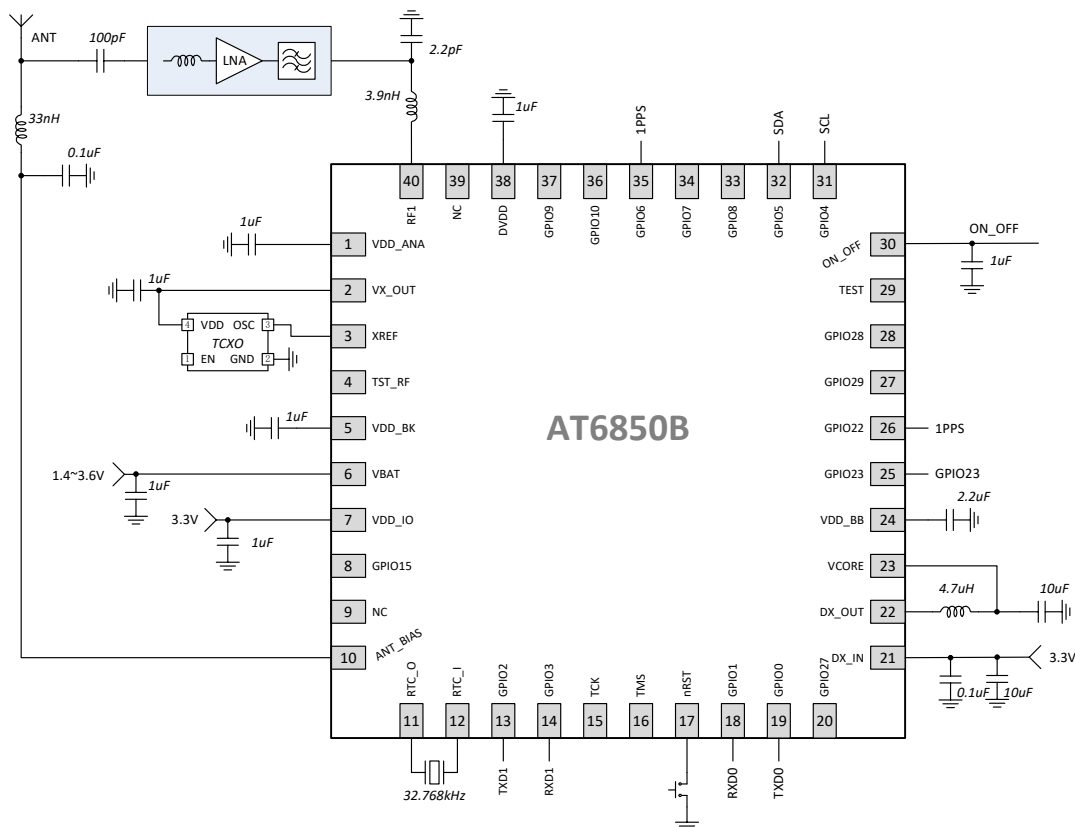 ANT
100pF
LNA
2.2pF
3.9nH
33nH
0.1uF
1uF
1PPS
SDA
SCL
40 39 38 37 36 35 34 33 32 31
RF1 NC DVDD GPIO9 GPIO10 GPIO6 GPIO7 GPIO8 GPIO5 GPIO4
1uF
1 VDD_ANA
1uF
2 VX_OUT
4 VDD OSC 3
TCXO
1 EN GND 2
3 XREF
4 TST_RF
1uF
5 VDD_BK
1.4~3.6V
1uF
6 VBAT
3.3V
1uF
7 VDD_IO
8 GPIO15
9 NC
10 ANT_BIAS
AT6850B
ON_OFF 30 ON_OFF
1uF
TEST 29
GPIO28 28
GPIO29 27
GPIO22 26 1PPS
GPIO23 25 GPIO23
2.2uF
VDD_BB 24
VCORE 23
4.7uH
10uF
DX_OUT 22
DX_IN 21
3.3V
0.1uF
10uF
RTC_O RTC_I GPIO2 GPIO3 TCK TMS nRST GPIO1 GPIO0 GPIO27
11 12 13 14 15 16 17 18 19 20
32.768kHz
TXD1
RXD1
RXD0
TXD0